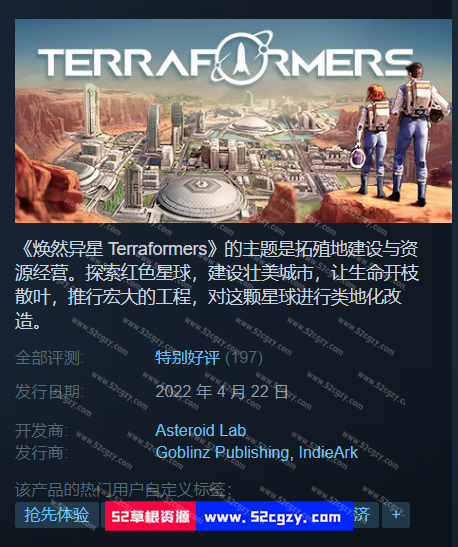 TERRAFORMERS
《焕然异星 Terraformers》的主题是拓殖地建设与资
源经营。探索红色星球，建设壮美城市，让生命开枝
散叶，推行宏大的工程，对这颗星球进行类地化改
造。
全部评测: 特别好评 (197)
发行日期: 2022 年 4 月 22 日
开发商: Asteroid Lab
发行商: Goblinz Publishing, IndieArk
该产品的热门用户自定义标签：
抢先体验 52草根资源 www.52cgzy.com 济 +